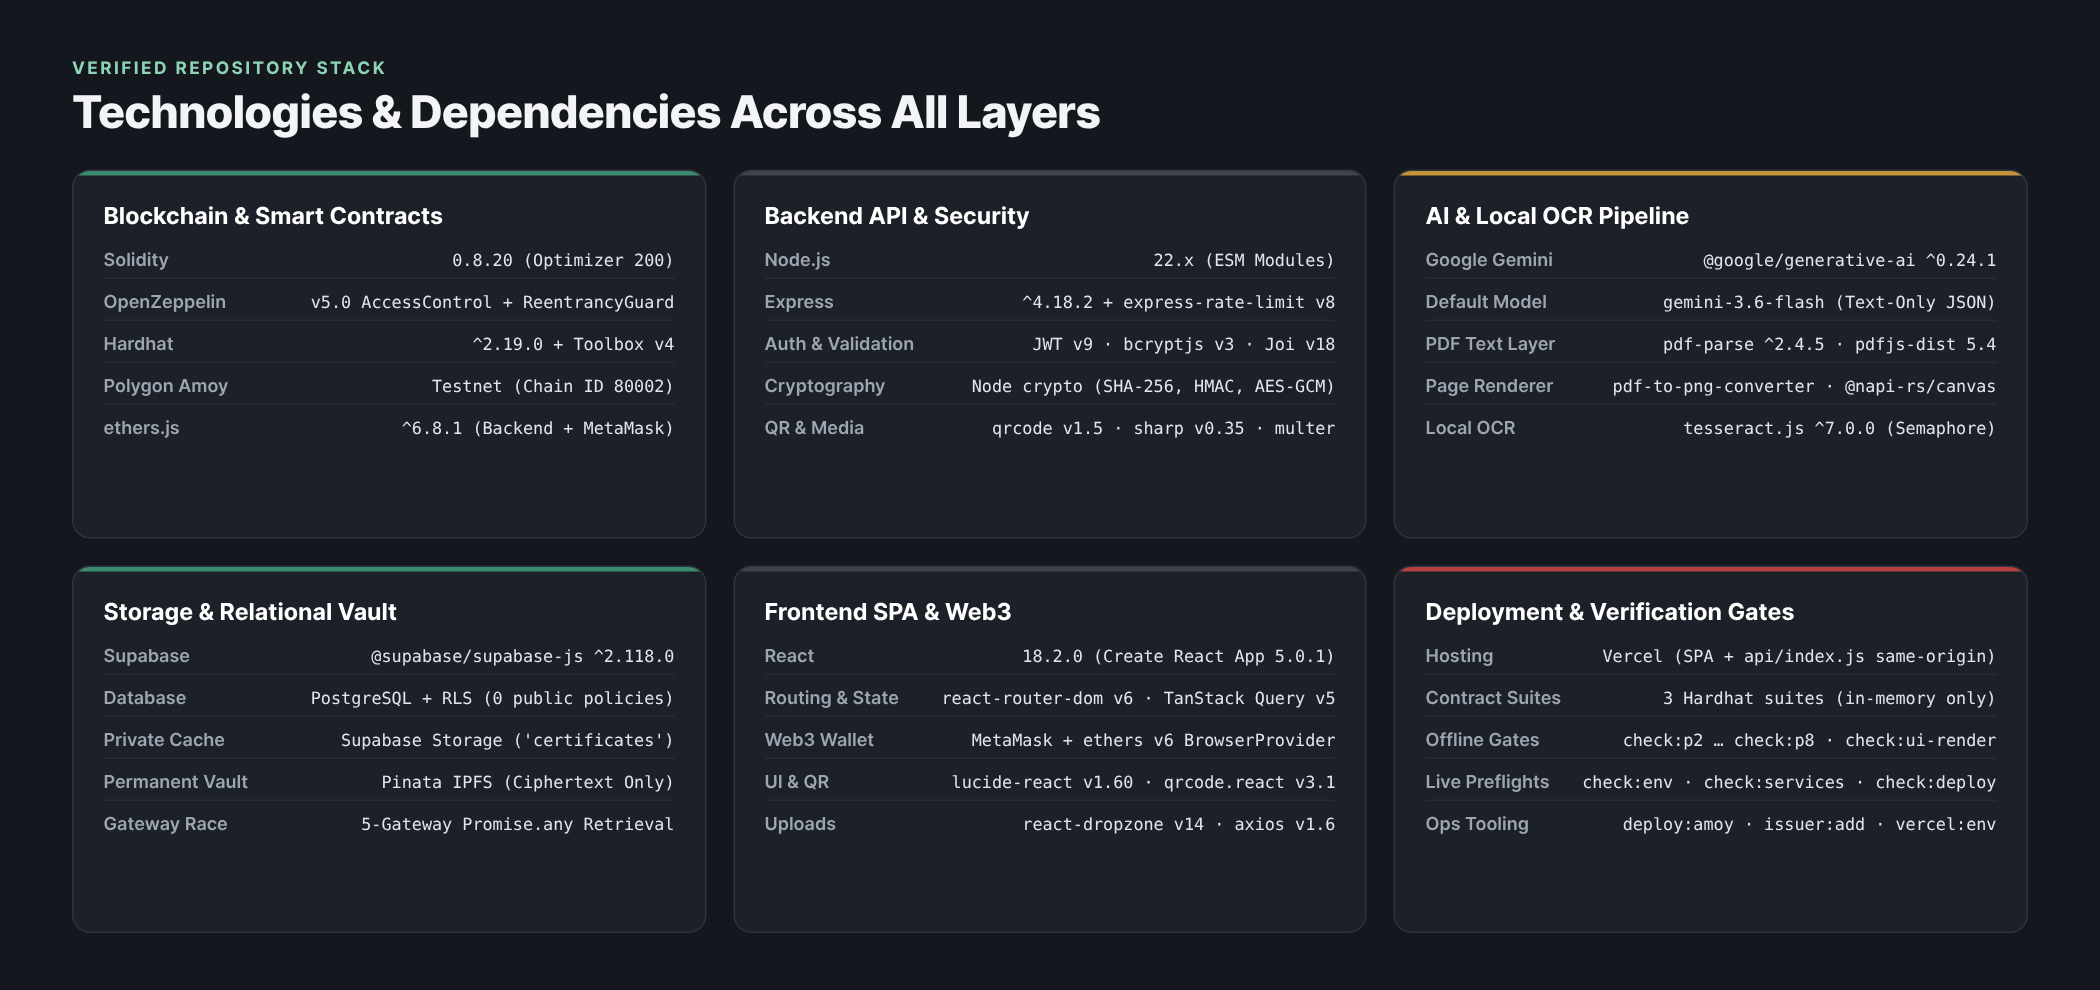 VERIFIED REPOSITORY STACK
Technologies & Dependencies Across All Layers
Blockchain & Smart Contracts
Solidity 0.8.20 (Optimizer 200)
OpenZeppelin v5.0 AccessControl + ReentrancyGuard
Hardhat ^2.19.0 + Toolbox v4
Polygon Amoy Testnet (Chain ID 80002)
ethers.js ^6.8.1 (Backend + MetaMask)
Backend API & Security
Node.js 22.x (ESM Modules)
Express ^4.18.2 + express-rate-limit v8
Auth & Validation JWT v9 · bcryptjs v3 · Joi v18
Cryptography Node crypto (SHA-256, HMAC, AES-GCM)
QR & Media qrcode v1.5 · sharp v0.35 · multer
AI & Local OCR Pipeline
Google Gemini @google/generative-ai ^0.24.1
Default Model gemini-3.6-flash (Text-Only JSON)
PDF Text Layer pdf-parse ^2.4.5 · pdfjs-dist 5.4
Page Renderer pdf-to-png-converter · @napi-rs/canvas
Local OCR tesseract.js ^7.0.0 (Semaphore)
Storage & Relational Vault
Supabase @supabase/supabase-js ^2.118.0
Database PostgreSQL + RLS (0 public policies)
Private Cache Supabase Storage ('certificates')
Permanent Vault Pinata IPFS (Ciphertext Only)
Gateway Race 5-Gateway Promise.any Retrieval
Frontend SPA & Web3
React 18.2.0 (Create React App 5.0.1)
Routing & State react-router-dom v6 · TanStack Query v5
Web3 Wallet MetaMask + ethers v6 BrowserProvider
UI & QR lucide-react v1.60 · qrcode.react v3.1
Uploads react-dropzone v14 · axios v1.6
Deployment & Verification Gates
Hosting Vercel (SPA + api/index.js same-origin)
Contract Suites 3 Hardhat suites (in-memory only)
Offline Gates check:p2 … check:p8 · check:ui-render
Live Preflights check:env · check:services · check:deploy
Ops Tooling deploy:amoy · issuer:add · vercel:env